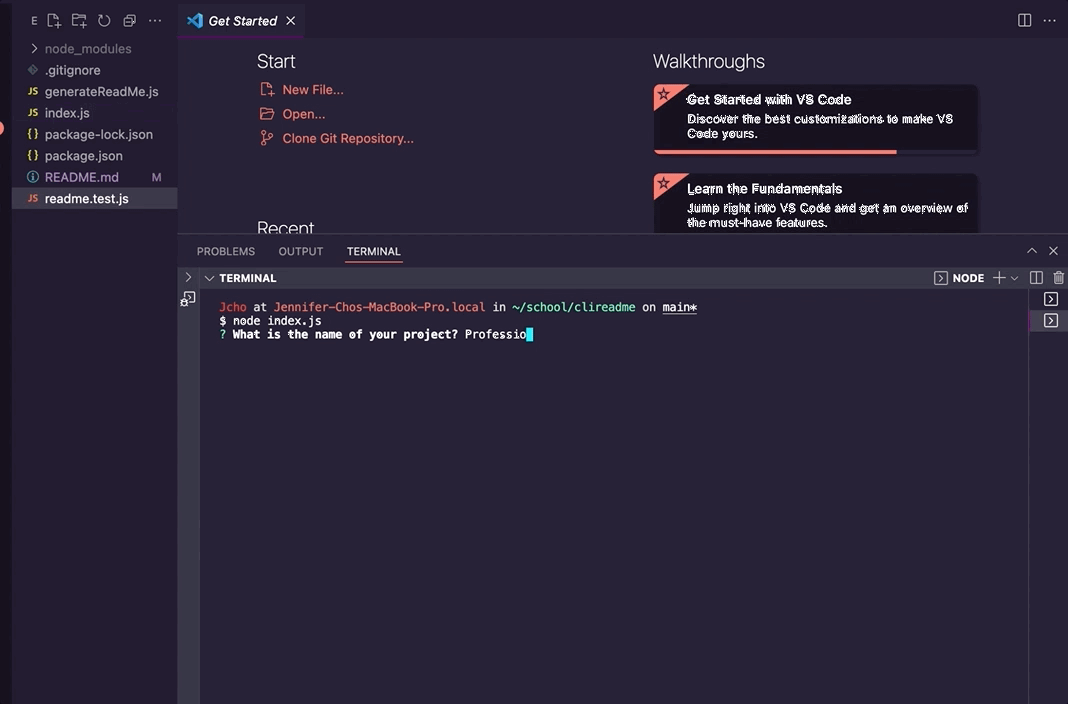 E
node_modules
.gitignore
JS generateReadMe.js
JS index.js
{} package-lock.json
{} package.json
README.md M
JS readme.test.js
Get Started
Start
New File...
Open...
Clone Git Repository...
Recent
Walkthroughs
Get Started with VS Code
Discover the best customizations to make VS
Code yours.
Learn the Fundamentals
Jump right into VS Code and get an overview of
the must-have features.
PROBLEMS OUTPUT TERMINAL
TERMINAL
NODE
Jcho at Jennifer-Chos-MacBook-Pro.local in ~/school/clireadme on main*
$ node index.js
? What is the name of your project? Professio